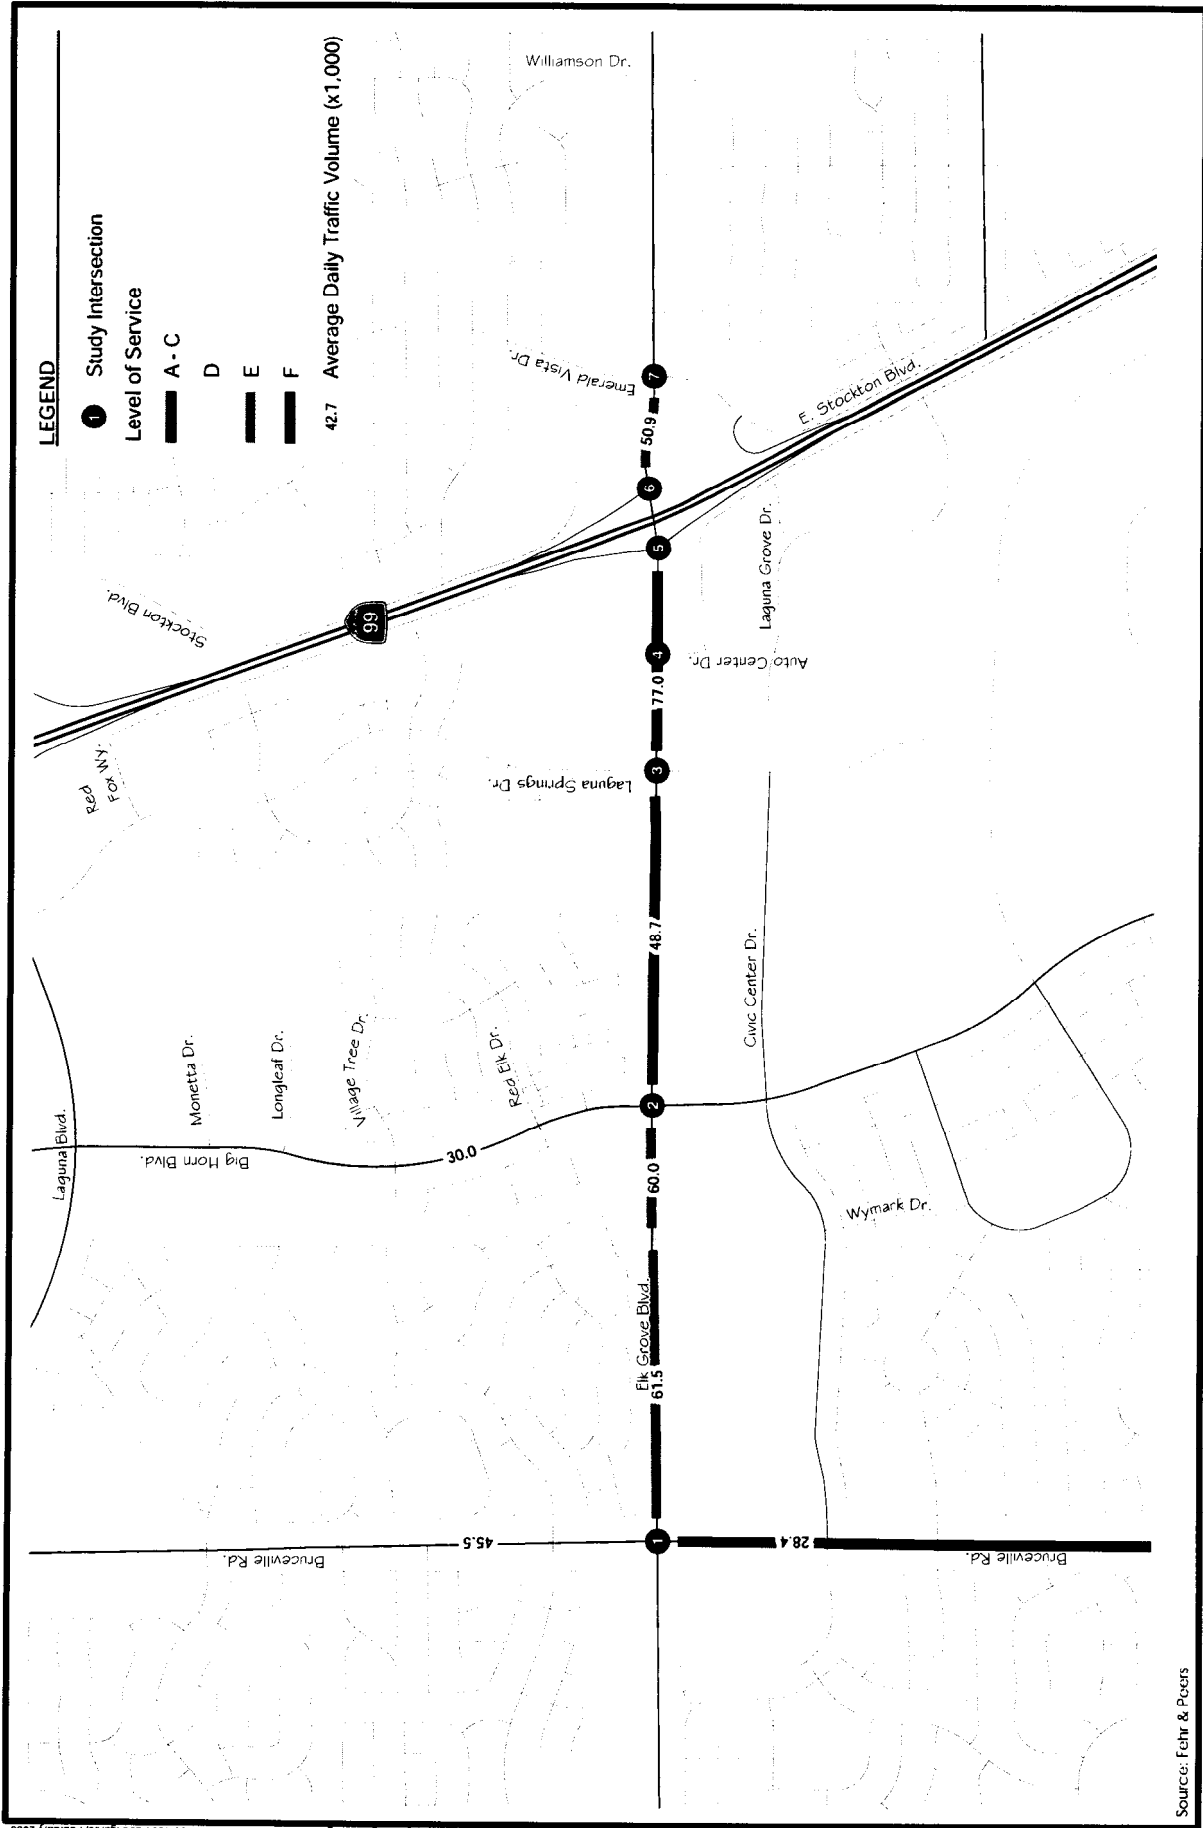 LEGEND
1 Study Intersection
Level of Service
A - C
D
E
F
42.7 Average Daily Traffic Volume (x1,000)
Williamson Dr.
Emerald Vista Dr.
7
50.9
6
5
E. Stockton Blvd.
Stockton Blvd.
99
Laguna Grove Dr.
4
Auto Center Dr.
77.0
3
Laguna Springs Dr.
Red
Fox Wy.
48.7
Civic Center Dr.
Laguna Blvd.
Monetta Dr.
Longleaf Dr.
Village Tree Dr.
Red Elk Dr.
Big Horn Blvd.
30.0
2
60.0
Wymark Dr.
Elk Grove Blvd.
61.5
1
45.5
Bruceville Rd.
28.4
Bruceville Rd.
Source: Fehr & Peers